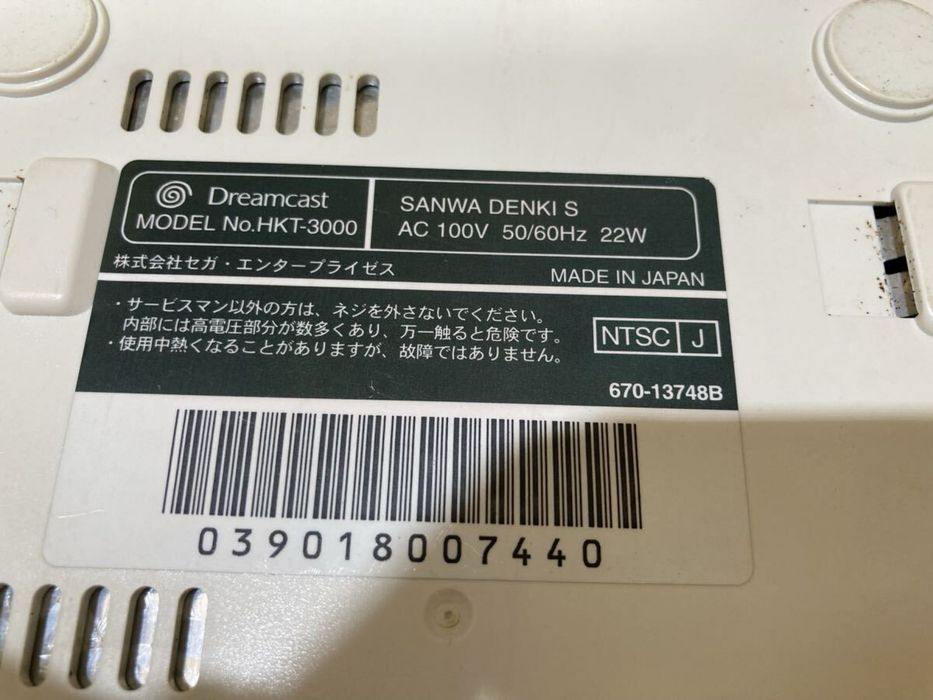 Dreamcast
MODEL No.HKT-3000
SANWA DENKI S
AC 100V 50/60Hz 22W
株式会社セガ・エンタープライゼス
MADE IN JAPAN
・サービスマン以外の方は、ネジを外さないでください。
内部には高電圧部分が数多くあり、万一触ると危険です。
・使用中熱くなることがありますが、故障ではありません。
NTSC J
670-13748B
039018007440